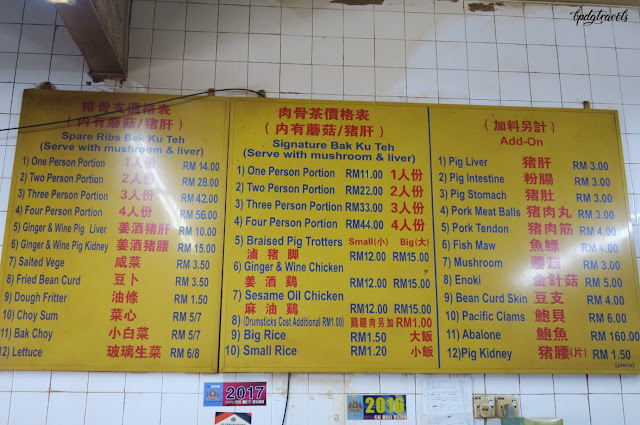 bpdgtravels
排骨支價格表
（内有蘑菇/豬肝）
Spare Ribs Bak Ku Teh
(Serve with mushroom & liver)
1) One Person Portion 1人份 RM 14.00
2) Two Person Portion 2人份 RM 28.00
3) Three Person Portion 3人份 RM 42.00
4) Four Person Portion 4人份 RM 56.00
5) Ginger & Wine Pig Liver 姜酒豬肝 RM 10.00
6) Ginger & Wine Pig Kidney 姜酒豬腰 RM 15.00
7) Salted Vege 咸菜 RM 3.50
8) Fried Bean Curd 豆卜 RM 3.50
9) Dough Fritter 油條 RM 1.50
10) Choy Sum 菜心 RM 5/7
11) Bak Choy 小白菜 RM 5/7
12) Lettuce 玻璃生菜 RM 6/8
肉骨茶價格表
（内有蘑菇/豬肝）
Signature Bak Ku Teh
(Serve with mushroom & liver)
1) One Person Portion RM11.00 1人份
2) Two Person Portion RM22.00 2人份
3) Three Person Portion RM33.00 3人份
4) Four Person Portion RM44.00 4人份
5) Braised Pig Trotters Small(小) Big(大)
滷豬脚 RM12.00 RM15.00
6) Ginger & Wine Chicken
姜酒鷄 RM12.00 RM15.00
7) Sesame Oil Chicken
麻油鷄 RM12.00 RM15.00
8) (Drumsticks Cost Additional RM1.00) 鷄腿肉另加RM1.00
9) Big Rice RM1.50 大飯
10) Small Rice RM1.20 小飯
（加料另計）
Add-On
1) Pig Liver 豬肝 RM 3.00
2) Pig Intestine 粉腸 RM 3.00
3) Pig Stomach 豬肚 RM 3.00
4) Pork Meat Balls 豬肉丸 RM 3.00
5) Pork Tendon 豬肉筋 RM 4.00
6) Fish Maw 魚鰾 RM 4.00
7) Mushroom 蘑菇 RM 3.00
8) Enoki 金針菇 RM 5.00
9) Bean Curd Skin 豆支 RM 4.00
10) Pacific Clams 鮑貝 RM 6.00
11) Abalone 鮑魚 RM 160.00
12)Pig Kidney 豬腰(片) RM 1.50
(piece)
2017
2016